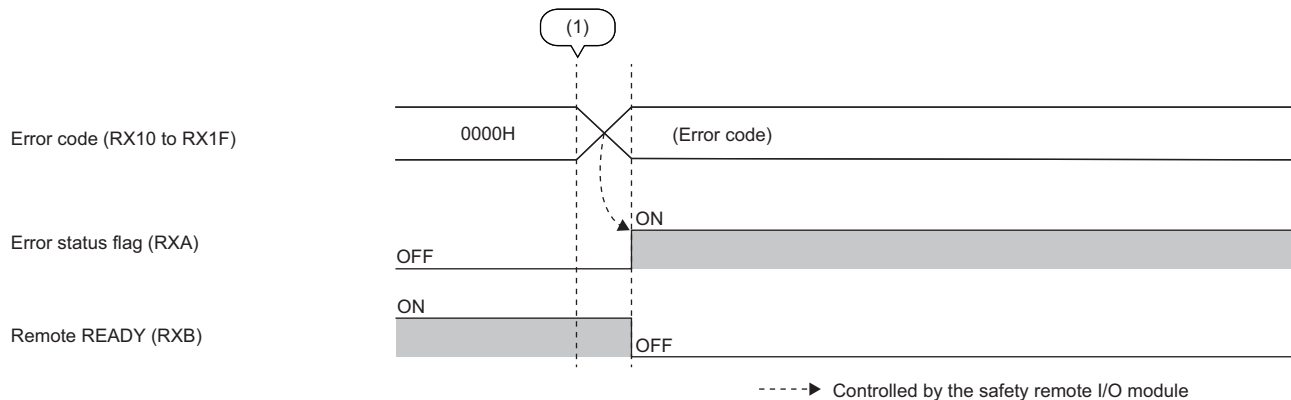 (1)
Error code (RX10 to RX1F)
0000H
(Error code)
ON
Error status flag (RXA)
OFF
ON
Remote READY (RXB)
OFF
Controlled by the safety remote I/O module